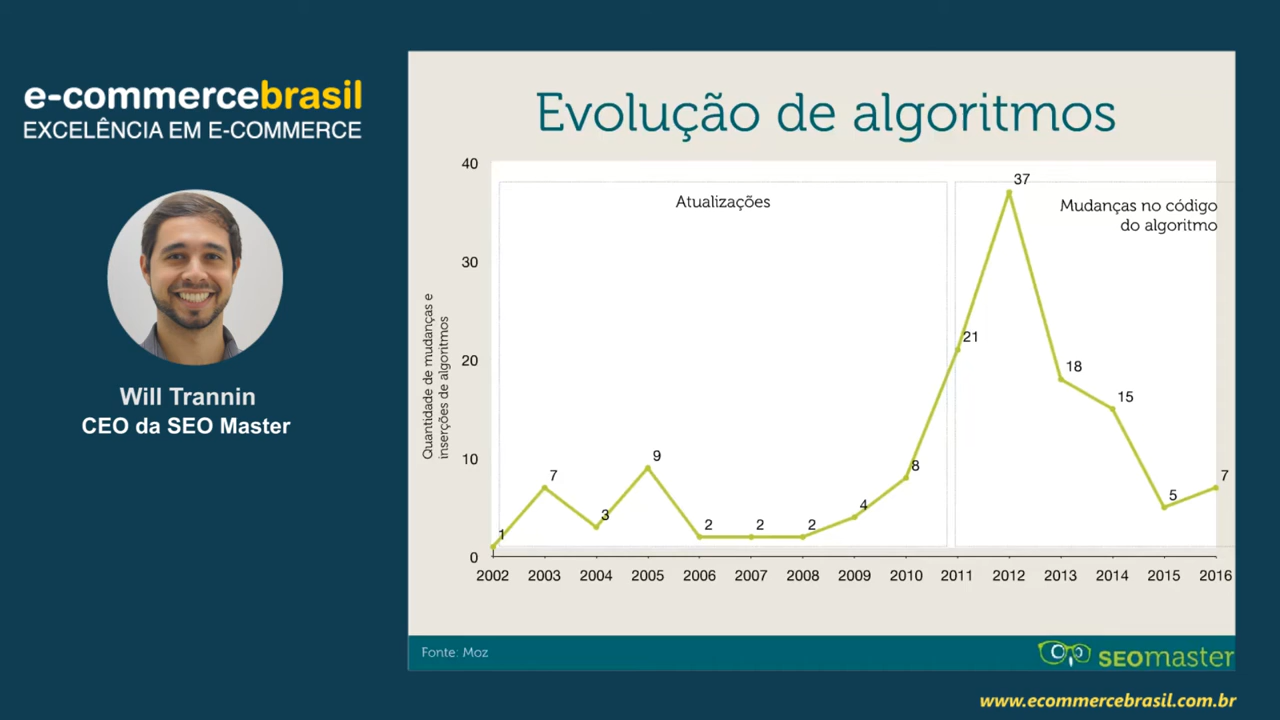 e-commercebrasil
EXCELÊNCIA EM E-COMMERCE
Will Trannin
CEO da SEO Master
Evolução de algoritmos
Atualizações
Mudanças no código
do algoritmo
Quantidade de mudanças e
inserções de algoritmos
40
30
20
10
0
1
7
3
9
2
2
2
4
8
21
37
18
15
5
7
2002 2003 2004 2005 2006 2007 2008 2009 2010 2011 2012 2013 2014 2015 2016
Fonte: Moz
SEOmaster
www.ecommercebrasil.com.br